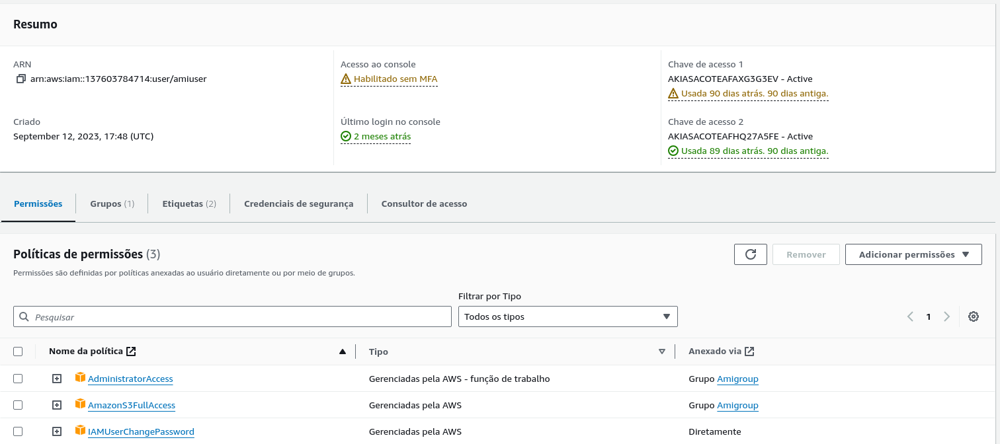 Resumo
ARN
arn:aws:iam::137603784714:user/amiuser
Criado
September 12, 2023, 17:48 (UTC)
Acesso ao console
Habilitado sem MFA
Último login no console
2 meses atrás
Chave de acesso 1
AKIASACOTEAFAXG3G3EV - Active
Usada 90 dias atrás. 90 dias antiga.
Chave de acesso 2
AKIASACOTEAFHQ27A5FE - Active
Usada 89 dias atrás. 90 dias antiga.
Permissões Grupos (1) Etiquetas (2) Credenciais de segurança Consultor de acesso
Políticas de permissões (3)
Permissões são definidas por políticas anexadas ao usuário diretamente ou por meio de grupos.
Remover Adicionar permissões
Filtrar por Tipo
Pesquisar Todos os tipos 1
Nome da política Tipo Anexado via
AdministratorAccess Gerenciadas pela AWS - função de trabalho Grupo Amigroup
AmazonS3FullAccess Gerenciadas pela AWS Grupo Amigroup
IAMUserChangePassword Gerenciadas pela AWS Diretamente